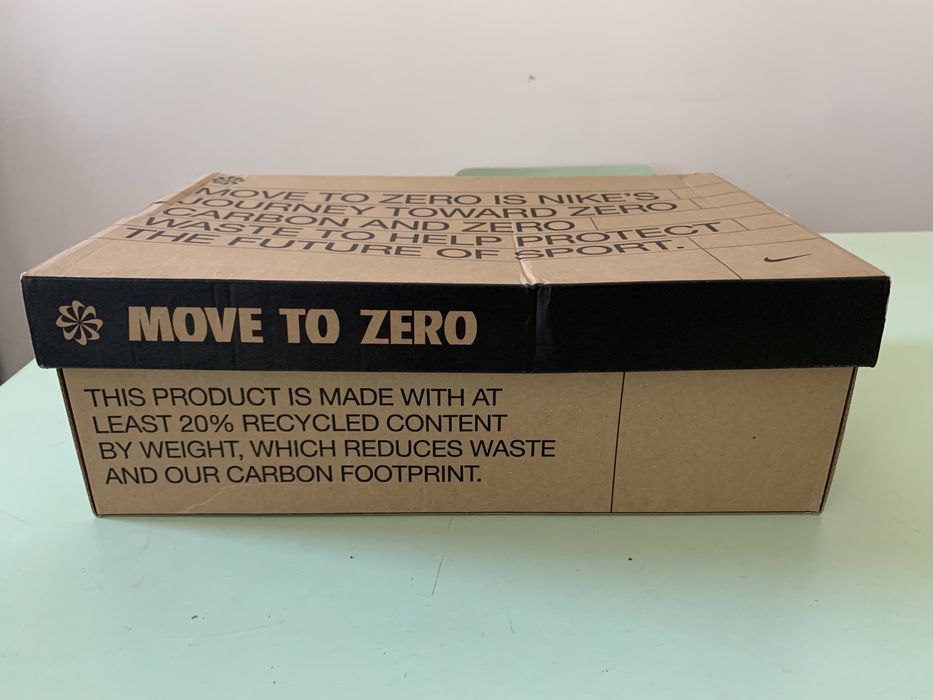 MOVE TO ZERO IS NIKE'S
JOURNEY TOWARD ZERO
CARBON AND ZERO
WASTE TO HELP PROTECT
THE FUTURE OF SPORT.
MOVE TO ZERO
THIS PRODUCT IS MADE WITH AT
LEAST 20% RECYCLED CONTENT
BY WEIGHT, WHICH REDUCES WASTE
AND OUR CARBON FOOTPRINT.